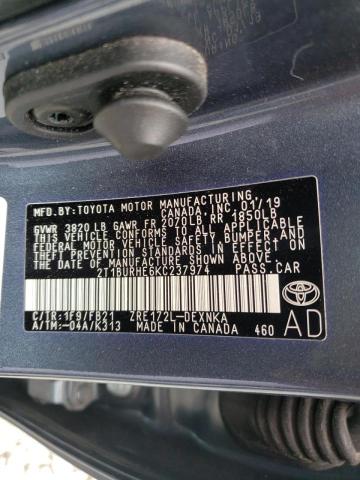 MFD.BY:TOYOTA MOTOR MANUFACTURING,
CANADA, INC. 01/19
GVWR 3820 LB GAWR FR 2070LB RR 1850LB
THIS VEHICLE CONFORMS TO ALL APPLICABLE
FEDERAL MOTOR VEHICLE SAFETY, BUMPER, AND
THEFT PREVENTION STANDARDS IN EFFECT ON
THE DATE OF MANUFACTURE SHOWN ABOVE.
2T1BURHE6KC237974 PASS.CAR
C/TR:1F9/FB21 ZRE172L-DEXNKA
A/TM:-04A/K313 MADE IN CANADA 460
TOYOTA
AD